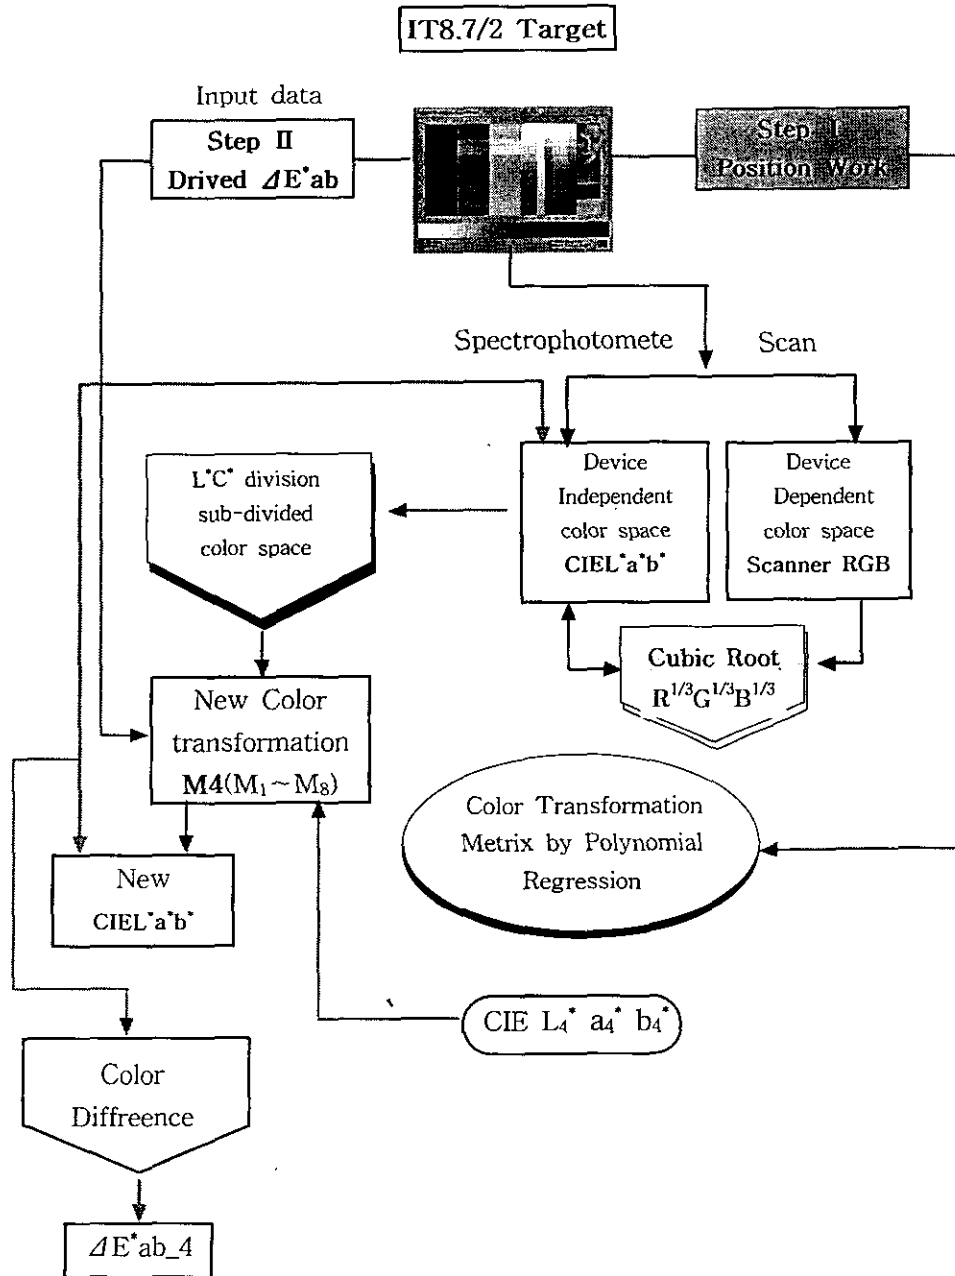 IT8.7/2 Target
Input data
Step II
Drived ΔE*ab
Step I
Position Work
Spectrophotomete
Scan
L*C* division
sub-divided
color space
Device
Independent
color space
CIEL*a*b*
Device
Dependent
color space
Scanner RGB
Cubic Root
R1/3G1/3B1/3
New Color
transformation
M4(M1~M8)
Color Transformation
Metrix by Polynomial
Regression
New
CIEL*a*b*
CIE L4* a4* b4*
Color
Diffreence
ΔE*ab_4